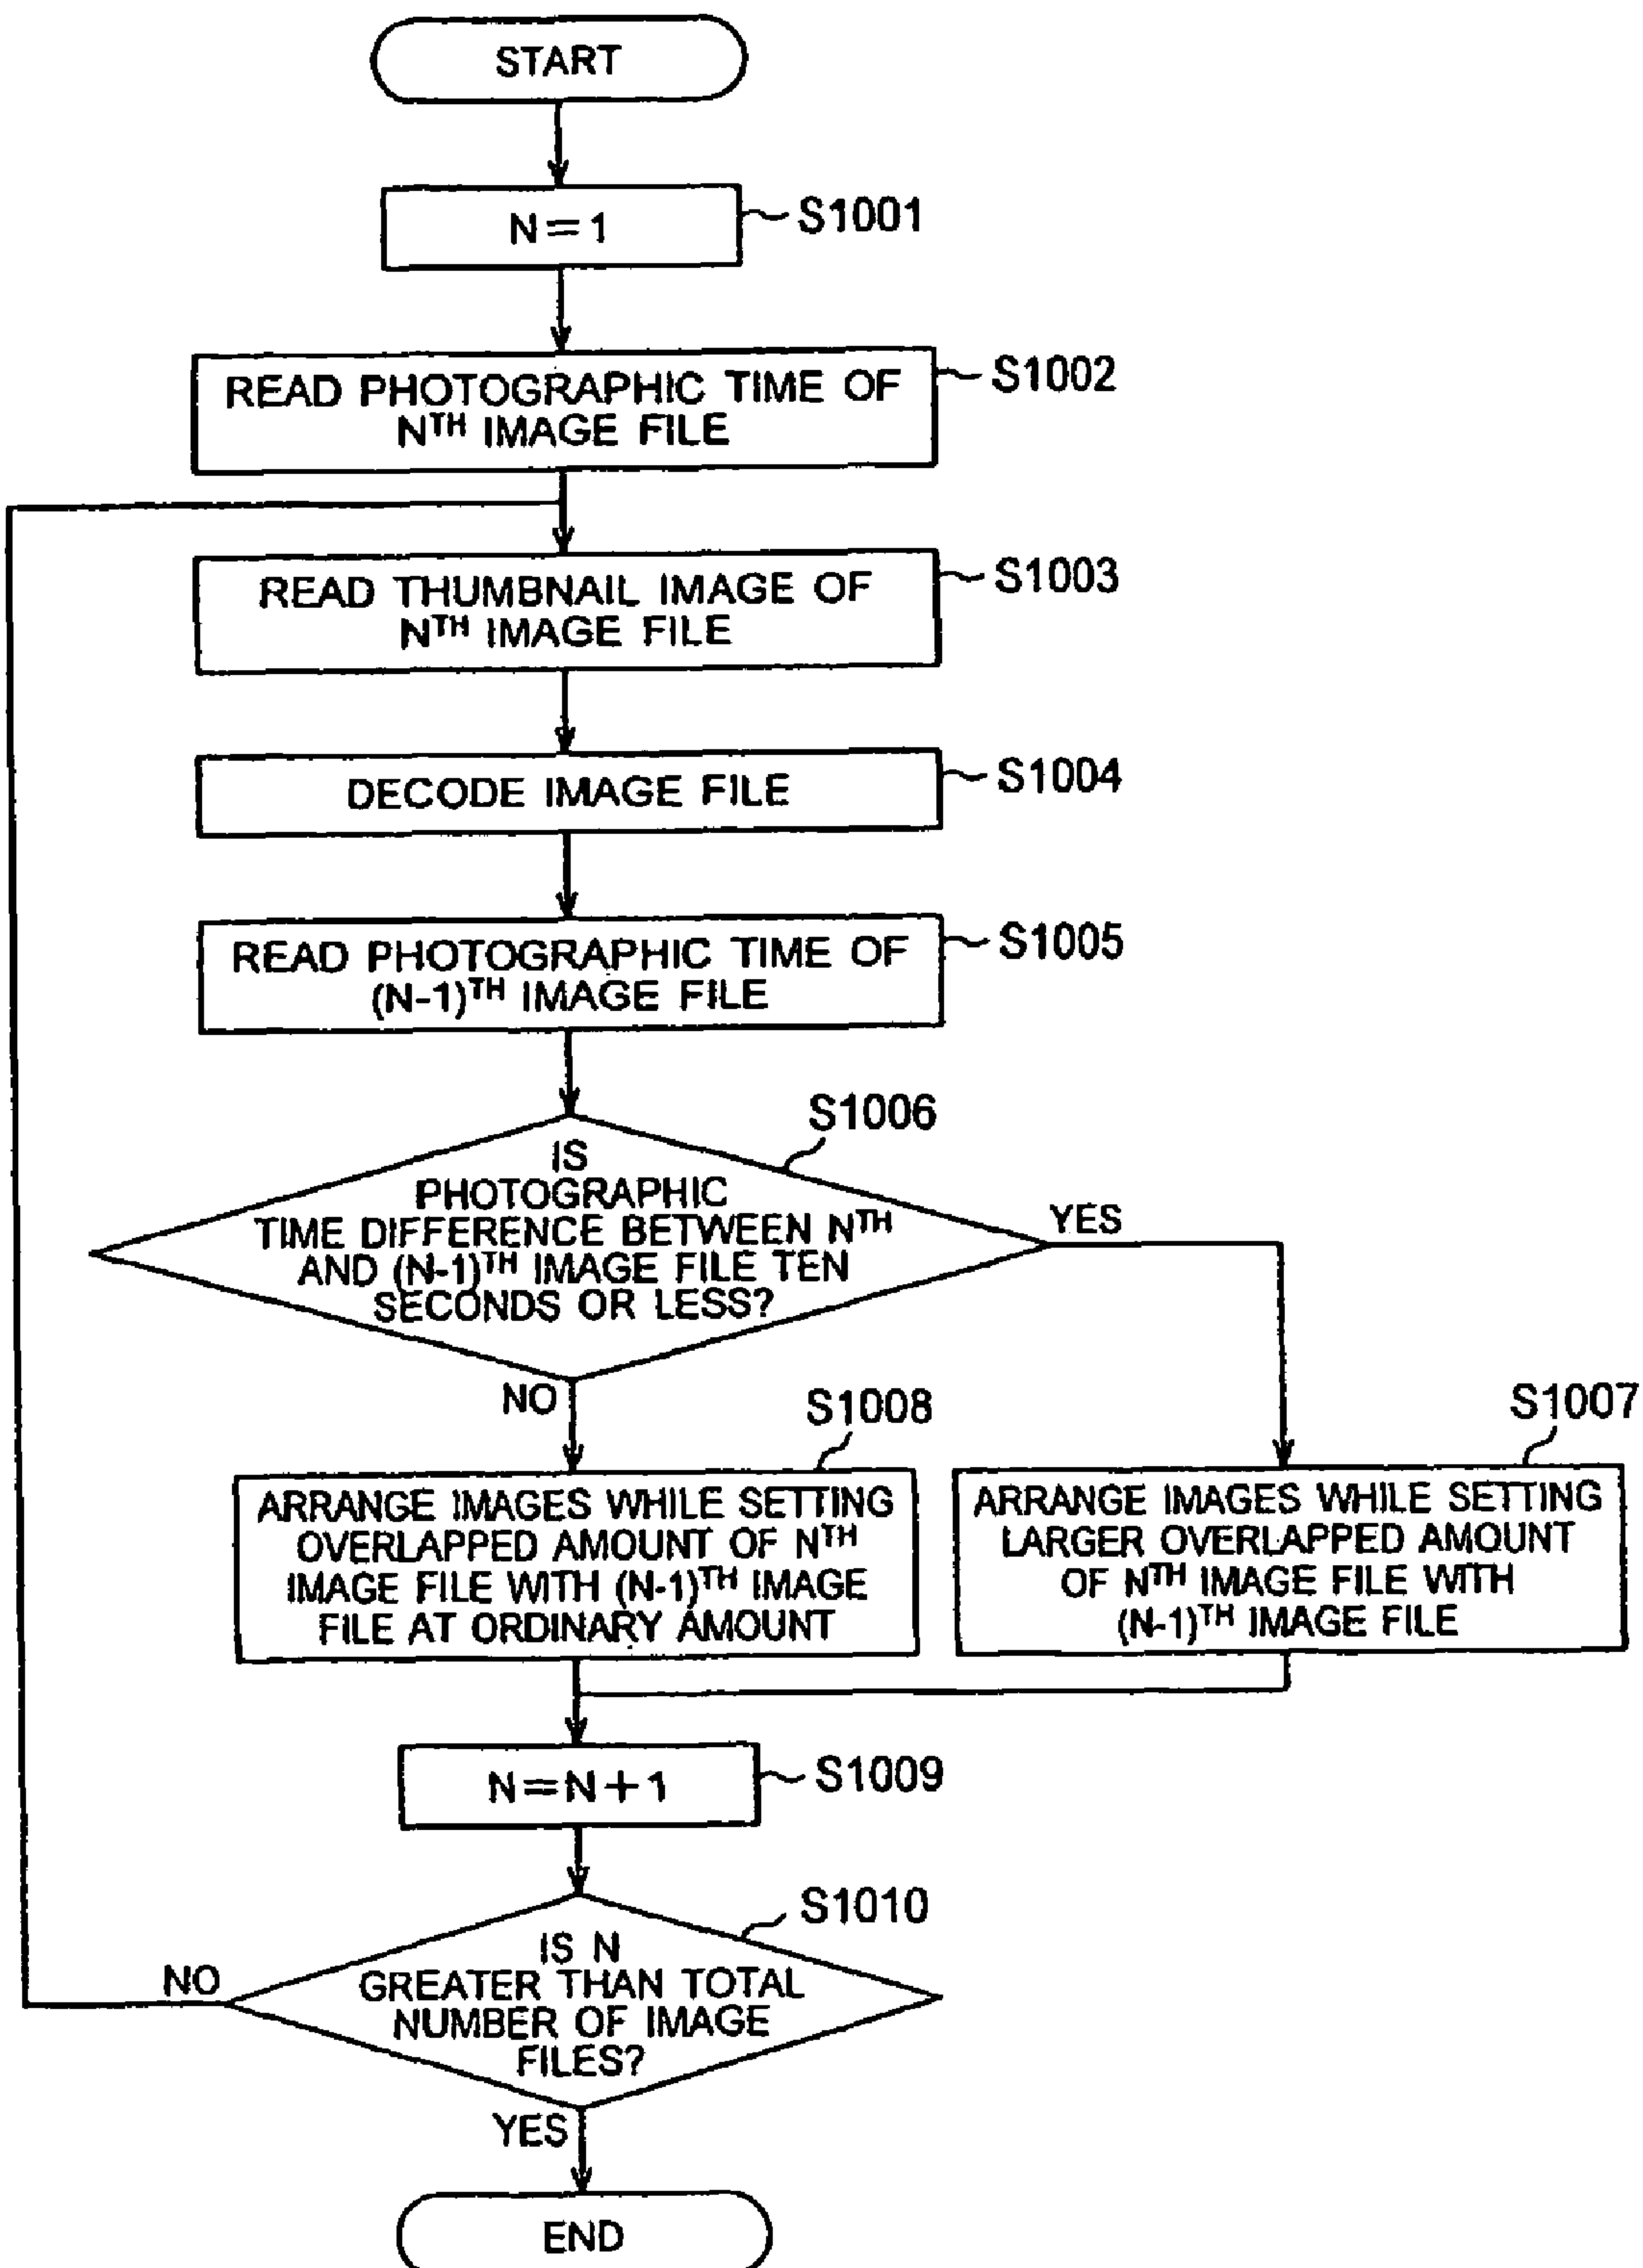 START
N=1
S1001
READ PHOTOGRAPHIC TIME OF
NTH IMAGE FILE
S1002
READ THUMBNAIL IMAGE OF
NTH IMAGE FILE
S1003
DECODE IMAGE FILE
S1004
READ PHOTOGRAPHIC TIME OF
(N-1)TH IMAGE FILE
S1005
S1006
IS
PHOTOGRAPHIC
TIME DIFFERENCE BETWEEN NTH
AND (N-1)TH IMAGE FILE TEN
SECONDS OR LESS?
YES
NO
S1008
ARRANGE IMAGES WHILE SETTING
OVERLAPPED AMOUNT OF NTH
IMAGE FILE WITH (N-1)TH IMAGE
FILE AT ORDINARY AMOUNT
S1007
ARRANGE IMAGES WHILE SETTING
LARGER OVERLAPPED AMOUNT
OF NTH IMAGE FILE WITH
(N-1)TH IMAGE FILE
N=N+1
S1009
S1010
IS N
GREATER THAN TOTAL
NUMBER OF IMAGE
FILES?
NO
YES
END